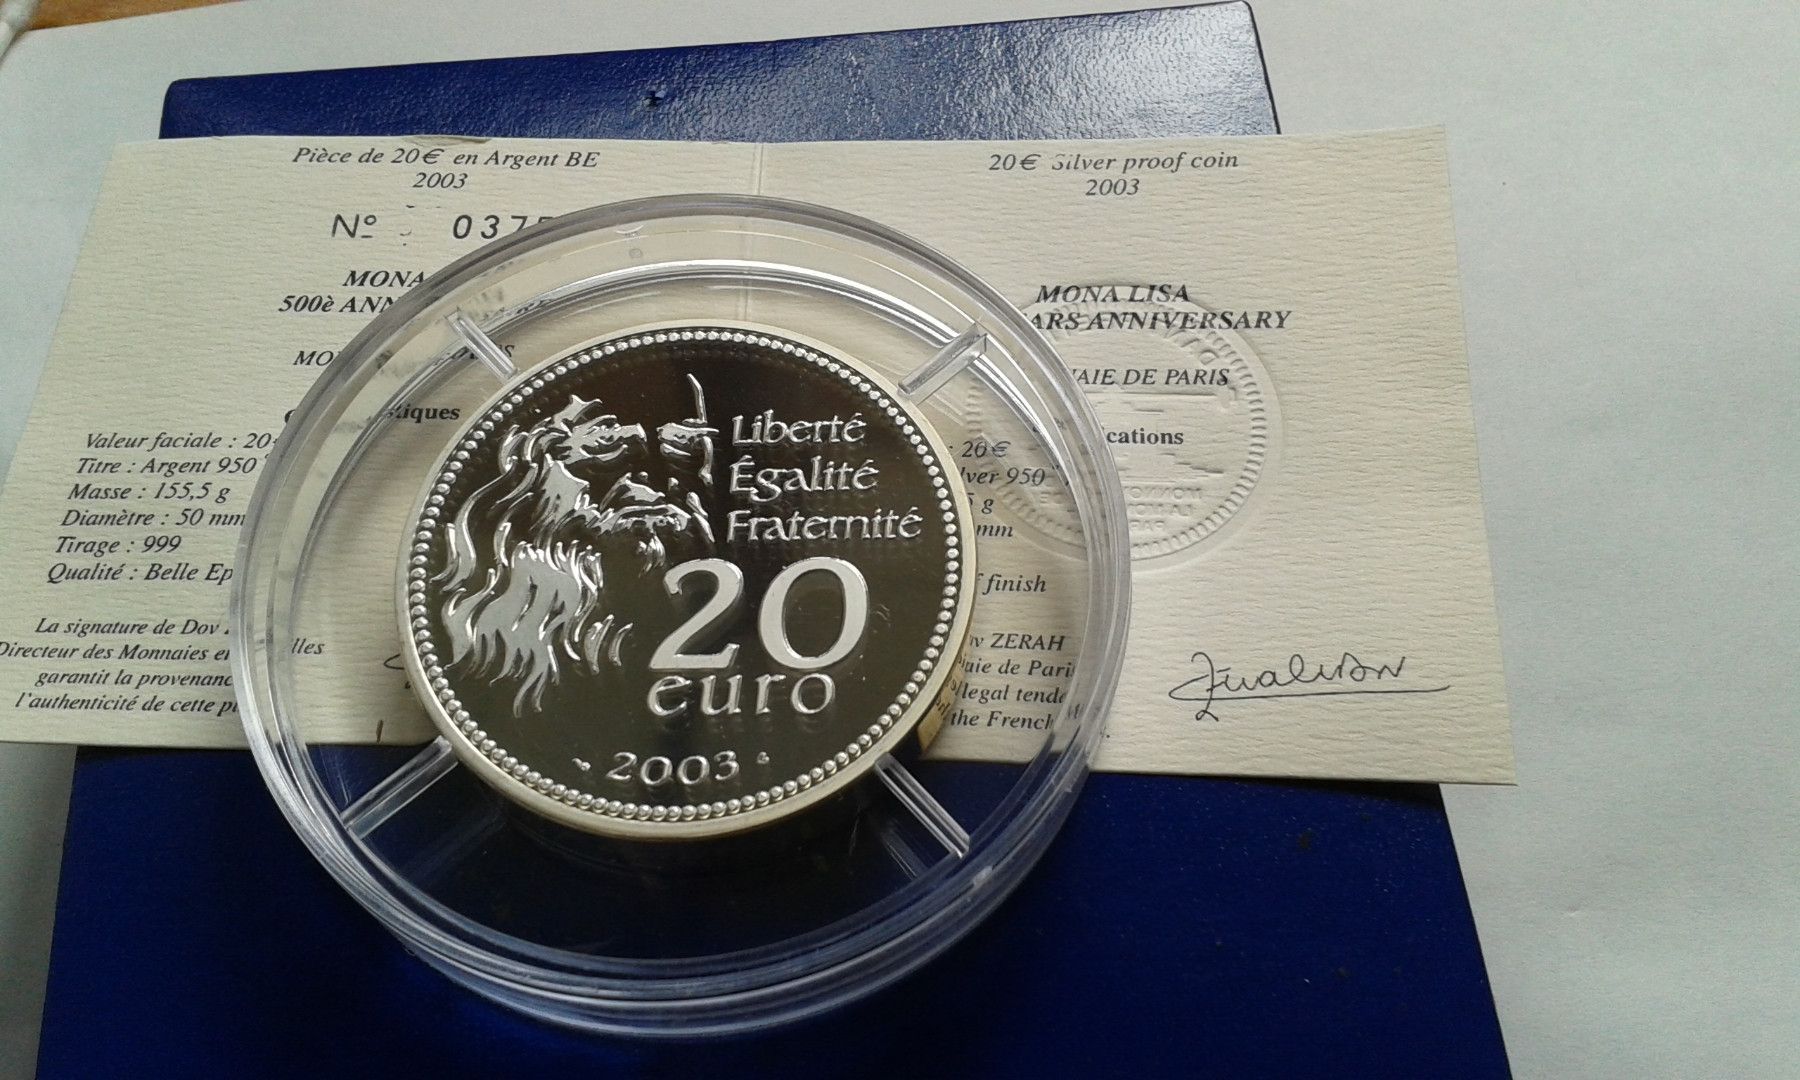 Pièce de 20€ en Argent BE
2003
Nº 037
MONA
500è ANN
Valeur faciale : 20
Titre : Argent 950
Masse : 155,5 g
Diamètre : 50 mm
Tirage : 999
Qualité : Belle Ep
La signature de Dov
Directeur des Monnaies
garantit la provenanc
l'authenticité de cette
20€ Silver proof coin
2003
MONA LISA
ARS ANNIVERSARY
NAIE DE PARIS
cations
20€
lver 950
5 g
mm
finish
ZERAH
de Paris
legal tende
the French
Liberté
Égalité
Fraternité
20
euro
2003